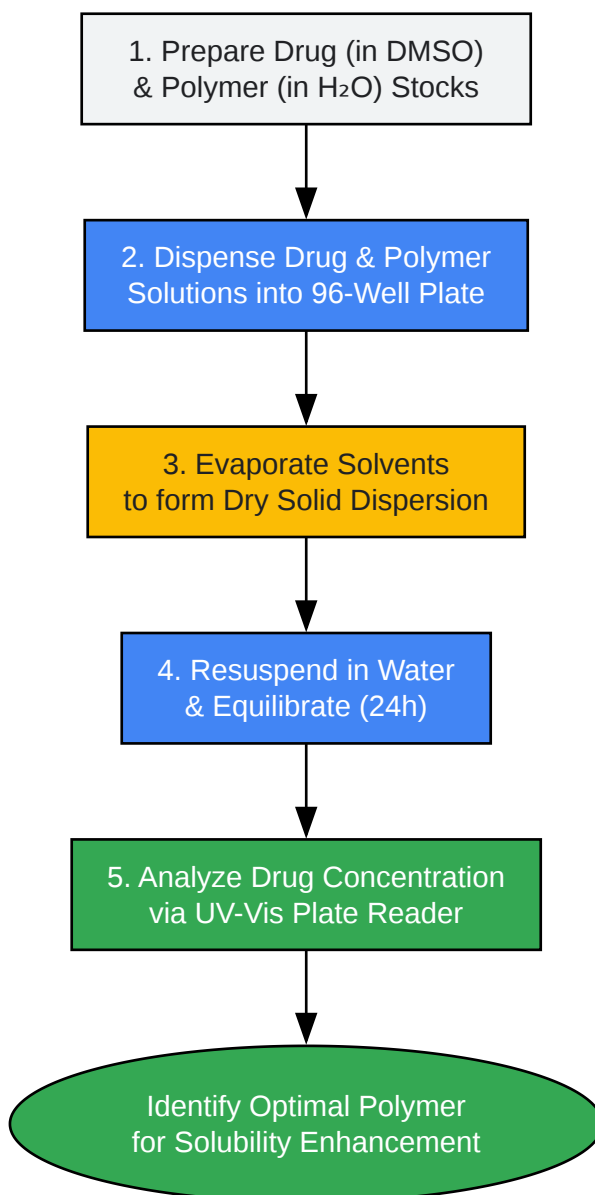 1. Prepare Drug (in DMSO)
& Polymer (in H₂O) Stocks
2. Dispense Drug & Polymer
Solutions into 96-Well Plate
3. Evaporate Solvents
to form Dry Solid Dispersion
4. Resuspend in Water
& Equilibrate (24h)
5. Analyze Drug Concentration
via UV-Vis Plate Reader
Identify Optimal Polymer
for Solubility Enhancement